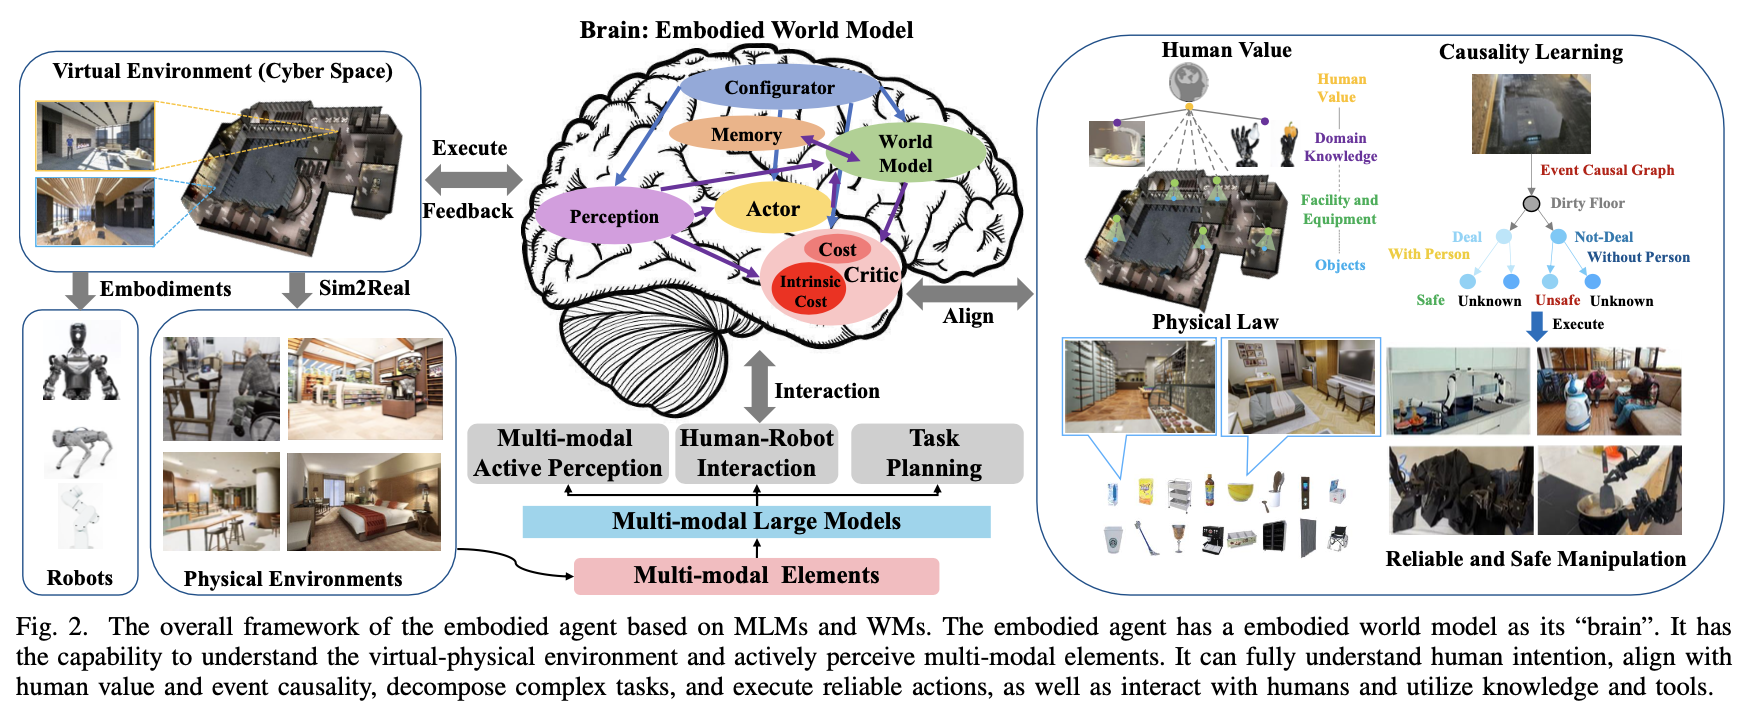 Brain: Embodied World Model
Virtual Environment (Cyber Space)
Execute
Feedback
Embodiments
Sim2Real
Robots
Physical Environments
Configurator
Memory
World
Model
Perception
Actor
Cost
Critic
Intrinsic
Cost
Align
Interaction
Multi-modal
Active Perception
Human-Robot
Interaction
Task
Planning
Multi-modal Large Models
Multi-modal Elements
Human Value
Human
Value
Domain
Knowledge
Facility and
Equipment
Objects
Physical Law
Causality Learning
Event Causal Graph
Dirty Floor
Deal
Not-Deal
With Person
Without Person
Safe
Unknown
Unsafe
Unknown
Execute
Reliable and Safe Manipulation
Fig. 2. The overall framework of the embodied agent based on MLMs and WMs. The embodied agent has a embodied world model as its “brain”. It has
the capability to understand the virtual-physical environment and actively perceive multi-modal elements. It can fully understand human intention, align with
human value and event causality, decompose complex tasks, and execute reliable actions, as well as interact with humans and utilize knowledge and tools.